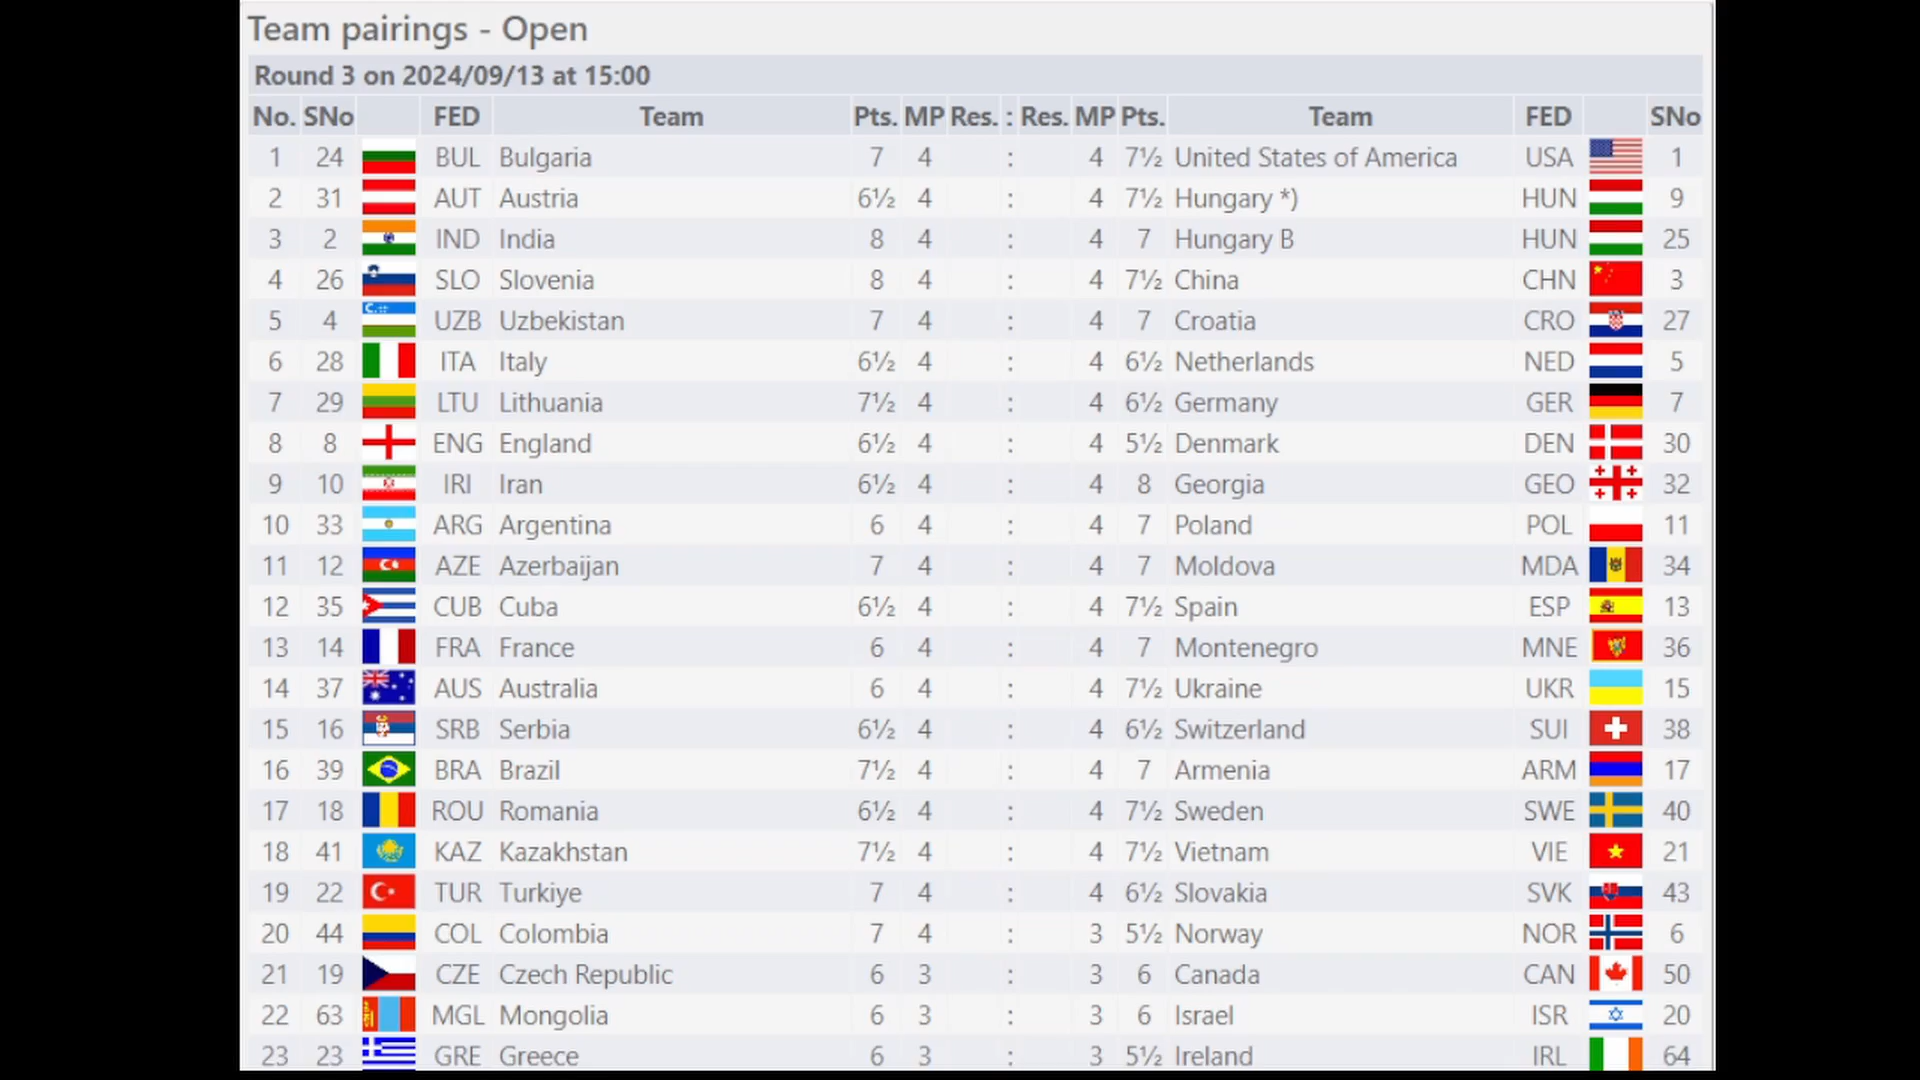 Team pairings - Open
Round 3 on 2024/09/13 at 15:00
No. SNo FED Team Pts. MP Res. : Res. MP Pts. Team FED SNo
1 24 BUL Bulgaria 7 4 : 4 7½ United States of America USA 1
2 31 AUT Austria 6½ 4 : 4 7½ Hungary *) HUN 9
3 2 IND India 8 4 : 4 7 Hungary B HUN 25
4 26 SLO Slovenia 8 4 : 4 7½ China CHN 3
5 4 UZB Uzbekistan 7 4 : 4 7 Croatia CRO 27
6 28 ITA Italy 6½ 4 : 4 6½ Netherlands NED 5
7 29 LTU Lithuania 7½ 4 : 4 6½ Germany GER 7
8 8 ENG England 6½ 4 : 4 5½ Denmark DEN 30
9 10 IRI Iran 6½ 4 : 4 8 Georgia GEO 32
10 33 ARG Argentina 6 4 : 4 7 Poland POL 11
11 12 AZE Azerbaijan 7 4 : 4 7 Moldova MDA 34
12 35 CUB Cuba 6½ 4 : 4 7½ Spain ESP 13
13 14 FRA France 6 4 : 4 7 Montenegro MNE 36
14 37 AUS Australia 6 4 : 4 7½ Ukraine UKR 15
15 16 SRB Serbia 6½ 4 : 4 6½ Switzerland SUI 38
16 39 BRA Brazil 7½ 4 : 4 7 Armenia ARM 17
17 18 ROU Romania 6½ 4 : 4 7½ Sweden SWE 40
18 41 KAZ Kazakhstan 7½ 4 : 4 7½ Vietnam VIE 21
19 22 TUR Turkiye 7 4 : 4 6½ Slovakia SVK 43
20 44 COL Colombia 7 4 : 3 5½ Norway NOR 6
21 19 CZE Czech Republic 6 3 : 3 6 Canada CAN 50
22 63 MGL Mongolia 6 3 : 3 6 Israel ISR 20
23 23 GRE Greece 6 3 : 3 5½ Ireland IRL 64